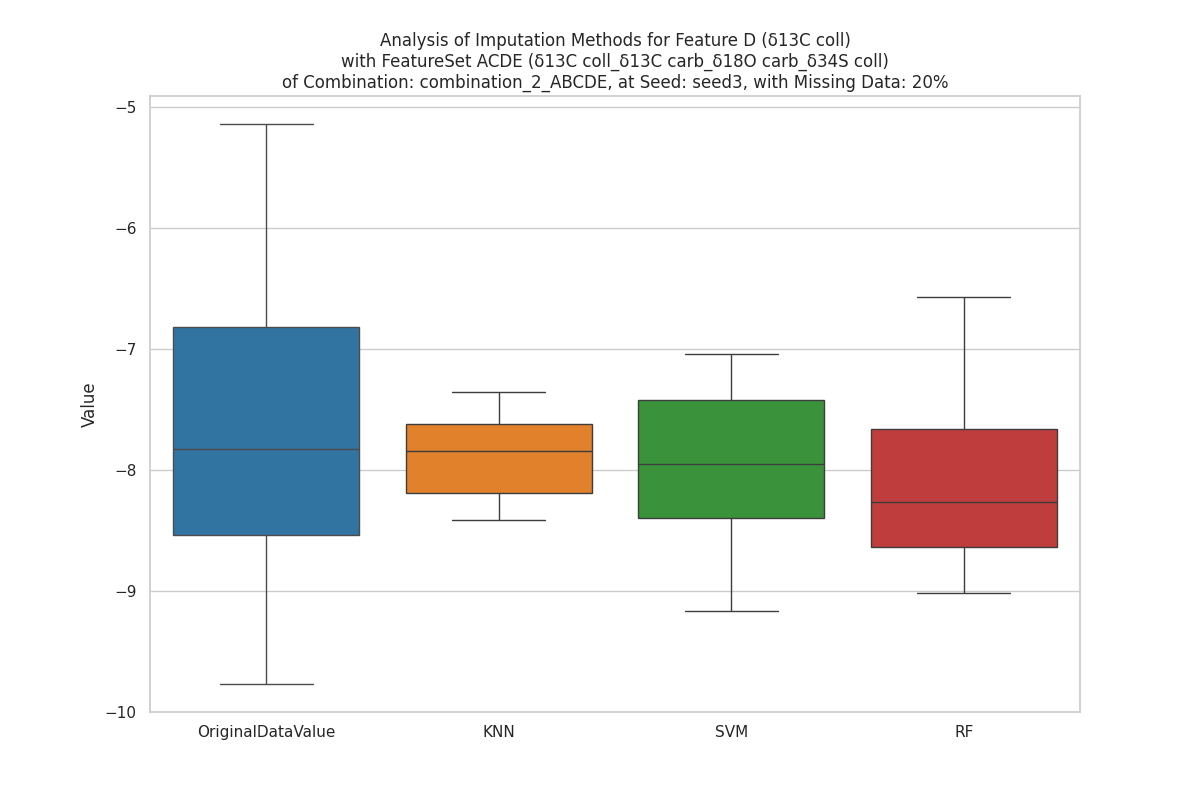 Analysis of Imputation Methods for Feature D (δ13C coll)
with FeatureSet ACDE (δ13C coll_δ13C carb_δ18O carb_δ34S coll)
of Combination: combination_2_ABCDE, at Seed: seed3, with Missing Data: 20%
−5
−6
−7
−8
−9
−10
Value
OriginalDataValue
KNN
SVM
RF